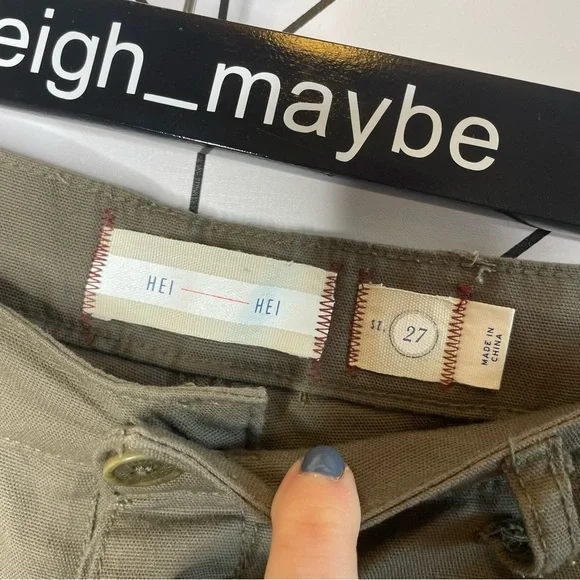 eigh_maybe
HEI
HEI
SZ. 27
MADE IN
CHINA